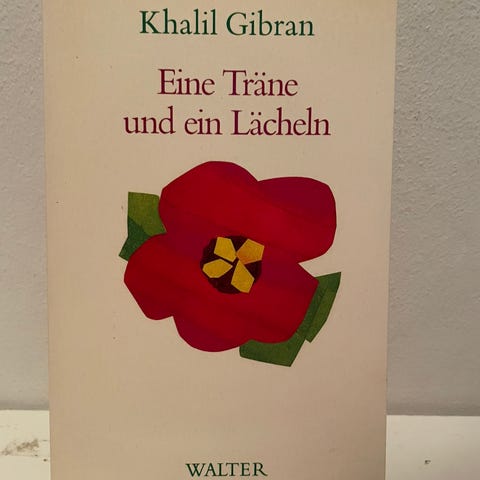 Khalil Gibran
Eine Träne
und ein Lächeln
WALTER